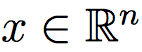 x ∈ ℝⁿ